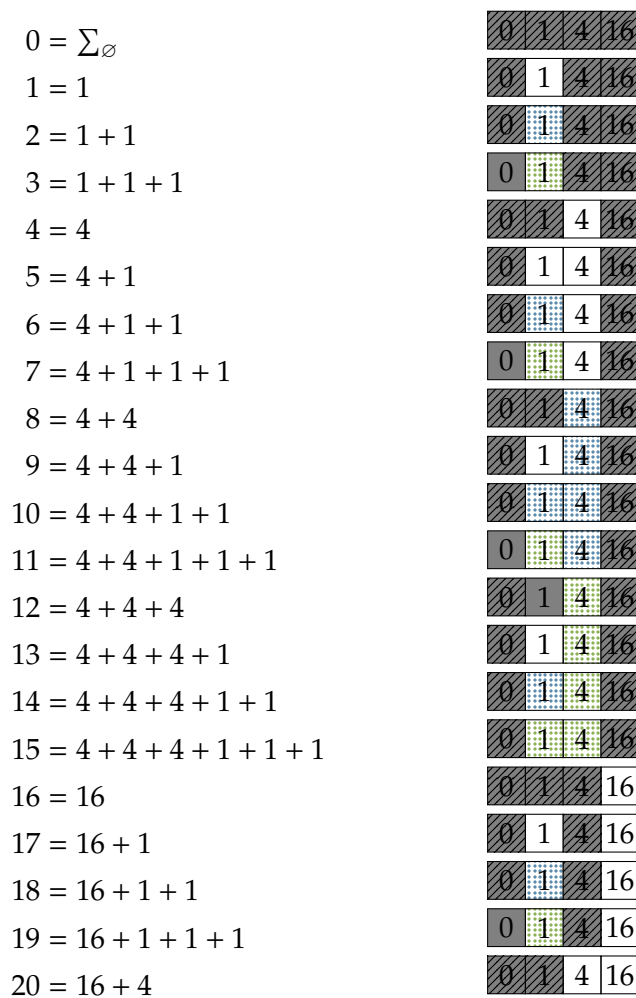 0 = ∑∅ 0 1 4 16
1 = 1 0 1 4 16
2 = 1 + 1 0 1 4 16
3 = 1 + 1 + 1 0 1 4 16
4 = 4 0 1 4 16
5 = 4 + 1 0 1 4 16
6 = 4 + 1 + 1 0 1 4 16
7 = 4 + 1 + 1 + 1 0 1 4 16
8 = 4 + 4 0 1 4 16
9 = 4 + 4 + 1 0 1 4 16
10 = 4 + 4 + 1 + 1 0 1 4 16
11 = 4 + 4 + 1 + 1 + 1 0 1 4 16
12 = 4 + 4 + 4 0 1 4 16
13 = 4 + 4 + 4 + 1 0 1 4 16
14 = 4 + 4 + 4 + 1 + 1 0 1 4 16
15 = 4 + 4 + 4 + 1 + 1 + 1 0 1 4 16
16 = 16 0 1 4 16
17 = 16 + 1 0 1 4 16
18 = 16 + 1 + 1 0 1 4 16
19 = 16 + 1 + 1 + 1 0 1 4 16
20 = 16 + 4 0 1 4 16